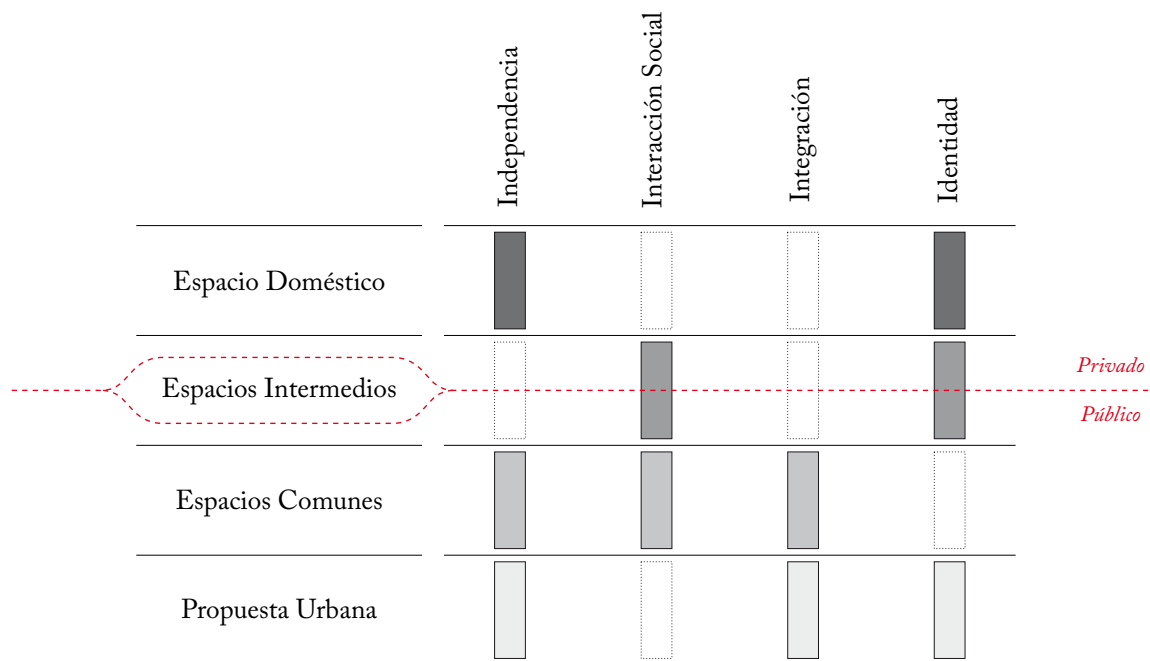 Independencia
Interacción Social
Integración
Identidad
Espacio Doméstico
Espacios Intermedios
Privado
Público
Espacios Comunes
Propuesta Urbana